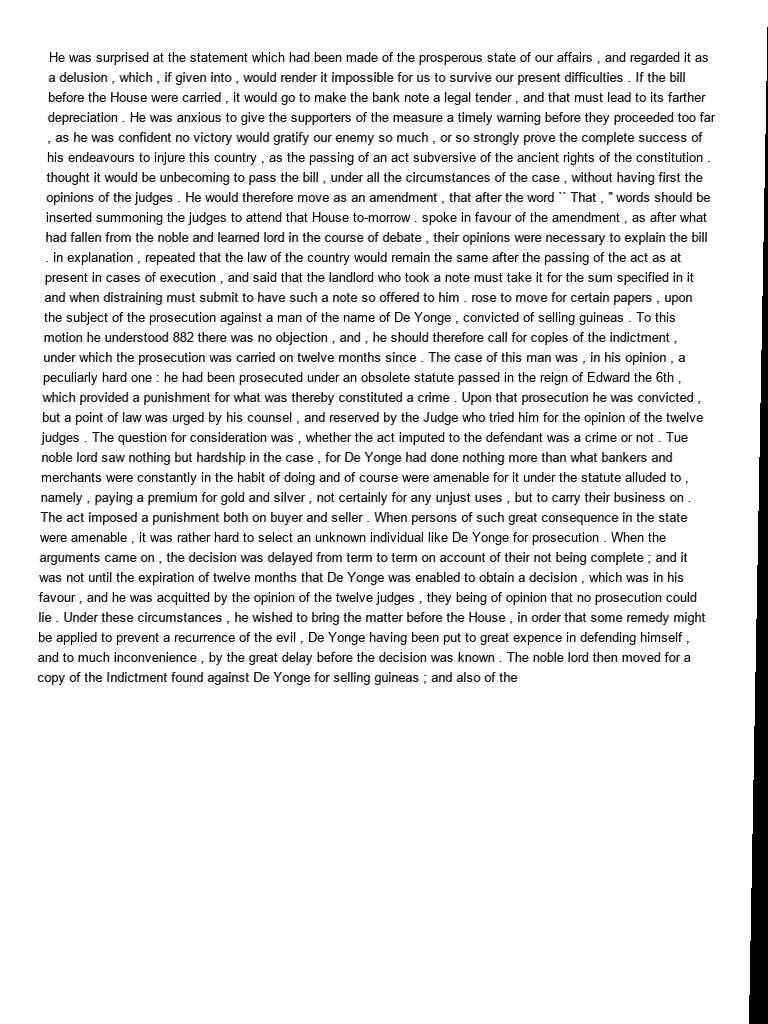 He was surprised at the statement which had been made of the prosperous state of our affairs , and regarded it as
a delusion , which , if given into , would render it impossible for us to survive our present difficulties . If the bill
before the House were carried , it would go to make the bank note a legal tender , and that must lead to its farther
depreciation . He was anxious to give the supporters of the measure a timely warning before they proceeded too far
, as he was confident no victory would gratify our enemy so much , or so strongly prove the complete success of
his endeavours to injure this country , as the passing of an act subversive of the ancient rights of the constitution .
thought it would be unbecoming to pass the bill , under all the circumstances of the case , without having first the
opinions of the judges . He would therefore move as an amendment , that after the word `` That , '' words should be
inserted summoning the judges to attend that House to-morrow . spoke in favour of the amendment , as after what
had fallen from the noble and learned lord in the course of debate , their opinions were necessary to explain the bill
. in explanation , repeated that the law of the country would remain the same after the passing of the act as at
present in cases of execution , and said that the landlord who took a note must take it for the sum specified in it
and when distraining must submit to have such a note so offered to him . rose to move for certain papers , upon
the subject of the prosecution against a man of the name of De Yonge , convicted of selling guineas . To this
motion he understood 882 there was no objection , and , he should therefore call for copies of the indictment ,
under which the prosecution was carried on twelve months since . The case of this man was , in his opinion , a
peculiarly hard one : he had been prosecuted under an obsolete statute passed in the reign of Edward the 6th ,
which provided a punishment for what was thereby constituted a crime . Upon that prosecution he was convicted ,
but a point of law was urged by his counsel , and reserved by the Judge who tried him for the opinion of the twelve
judges . The question for consideration was , whether the act imputed to the defendant was a crime or not . Tue
noble lord saw nothing but hardship in the case , for De Yonge had done nothing more than what bankers and
merchants were constantly in the habit of doing and of course were amenable for it under the statute alluded to ,
namely , paying a premium for gold and silver , not certainly for any unjust uses , but to carry their business on .
The act imposed a punishment both on buyer and seller . When persons of such great consequence in the state
were amenable , it was rather hard to select an unknown individual like De Yonge for prosecution . When the
arguments came on , the decision was delayed from term to term on account of their not being complete ; and it
was not until the expiration of twelve months that De Yonge was enabled to obtain a decision , which was in his
favour , and he was acquitted by the opinion of the twelve judges , they being of opinion that no prosecution could
lie . Under these circumstances , he wished to bring the matter before the House , in order that some remedy might
be applied to prevent a recurrence of the evil , De Yonge having been put to great expence in defending himself ,
and to much inconvenience , by the great delay before the decision was known . The noble lord then moved for a
copy of the Indictment found against De Yonge for selling guineas ; and also of the